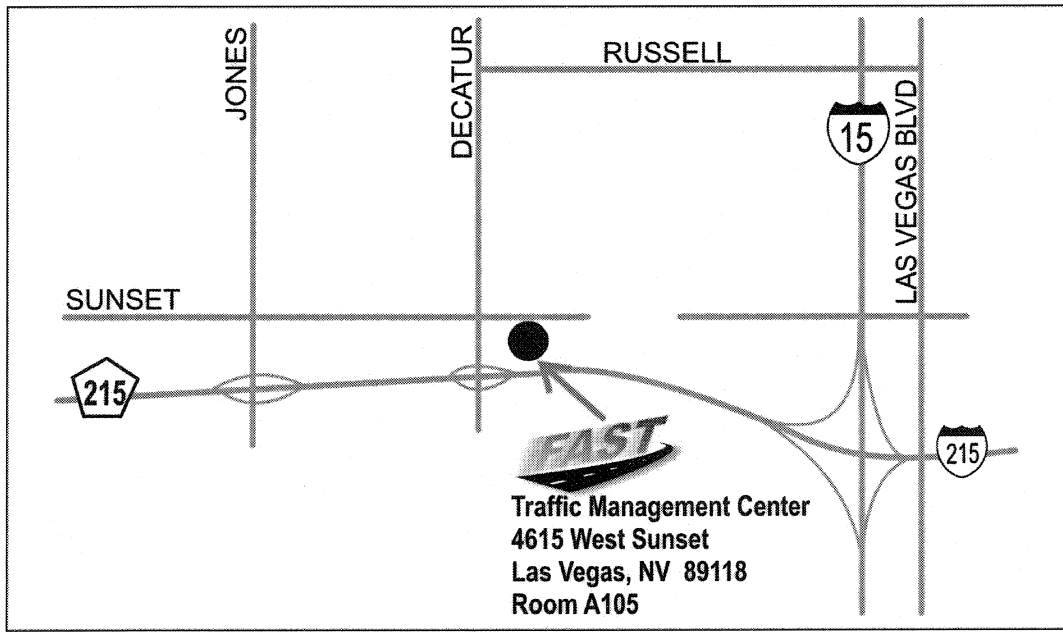 JONES
DECATUR
RUSSELL
15
LAS VEGAS BLVD
SUNSET
215
215
FAST
Traffic Management Center
4615 West Sunset
Las Vegas, NV  89118
Room A105